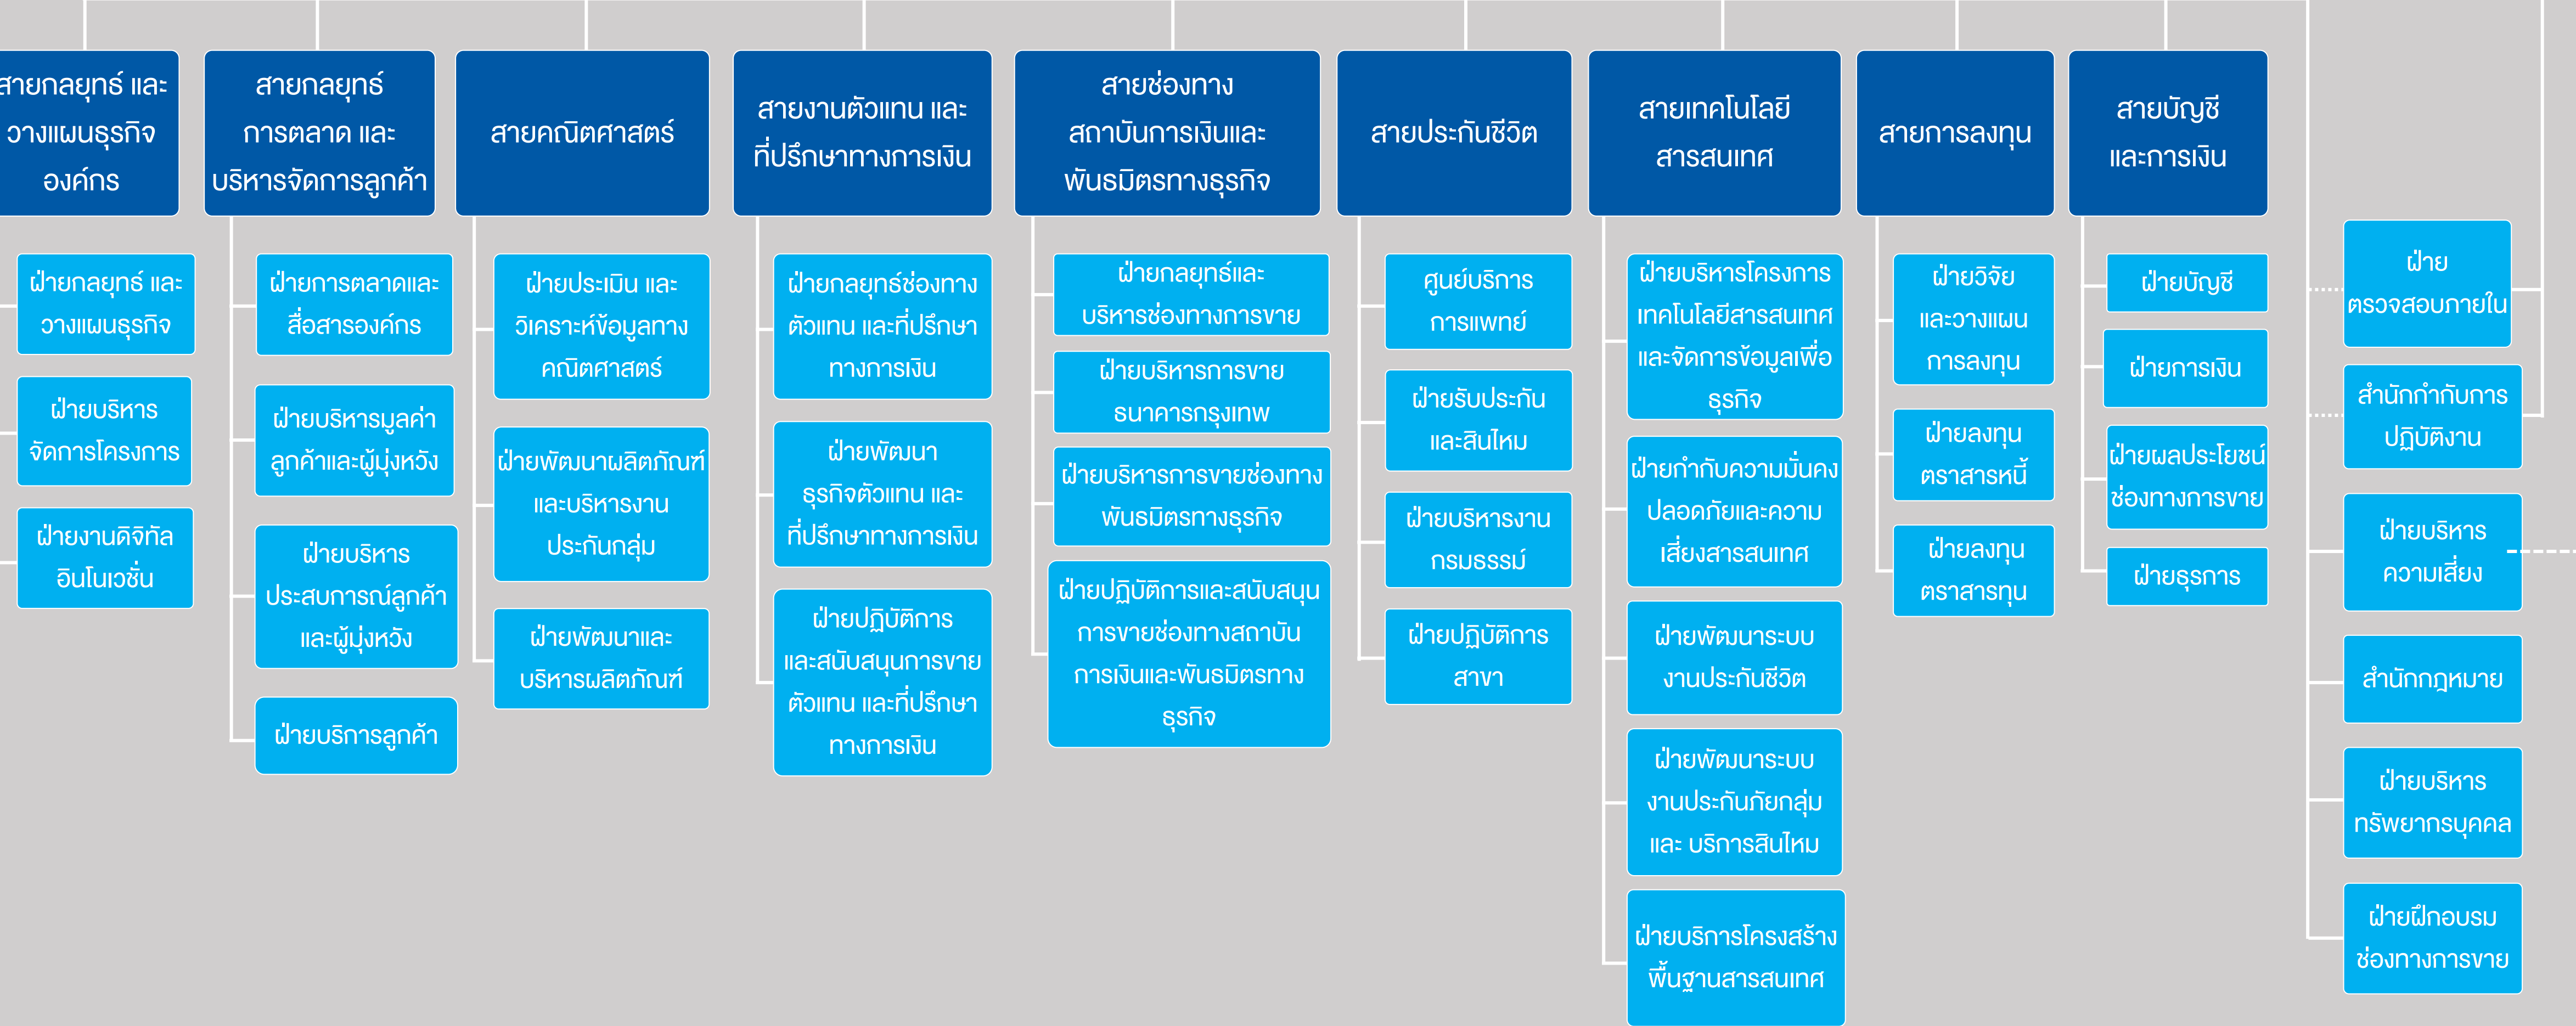 สายกลยุทธ์ และ
วางแผนธุรกิจ
องค์กร
ฝ่ายกลยุทธ์ และ
วางแผนธุรกิจ
ฝ่ายบริหาร
จัดการโครงการ
ฝ่ายงานดิจิทัล
อินโนเวชั่น
สายกลยุทธ์
การตลาด และ
บริหารจัดการลูกค้า
ฝ่ายการตลาดและ
สื่อสารองค์กร
ฝ่ายบริหารมูลค่า
ลูกค้าและผู้มุ่งหวัง
ฝ่ายบริหาร
ประสบการณ์ลูกค้า
และผู้มุ่งหวัง
ฝ่ายบริการลูกค้า
สายคณิตศาสตร์
ฝ่ายประเมิน และ
วิเคราะห์ข้อมูลทาง
คณิตศาสตร์
ฝ่ายพัฒนาผลิตภัณฑ์
และบริหารงาน
ประกันกลุ่ม
ฝ่ายพัฒนาและ
บริหารผลิตภัณฑ์
สายงานตัวแทน และ
ที่ปรึกษาทางการเงิน
ฝ่ายกลยุทธ์ช่องทาง
ตัวแทน และที่ปรึกษา
ทางการเงิน
ฝ่ายพัฒนา
ธุรกิจตัวแทน และ
ที่ปรึกษาทางการเงิน
ฝ่ายปฏิบัติการ
และสนับสนุนการขาย
ตัวแทน และที่ปรึกษา
ทางการเงิน
สายช่องทาง
สถาบันการเงินและ
พันธมิตรทางธุรกิจ
ฝ่ายกลยุทธ์และ
บริหารช่องทางการขาย
ฝ่ายบริหารการขาย
ธนาคารกรุงเทพ
ฝ่ายบริหารการขายช่องทาง
พันธมิตรทางธุรกิจ
ฝ่ายปฏิบัติการและสนับสนุน
การขายช่องทางสถาบัน
การเงินและพันธมิตรทาง
ธุรกิจ
สายประกันชีวิต
ศูนย์บริการ
การแพทย์
ฝ่ายรับประกัน
และสินไหม
ฝ่ายบริหารงาน
กรมธรรม์
ฝ่ายปฏิบัติการ
สาขา
สายเทคโนโลยี
สารสนเทศ
ฝ่ายบริหารโครงการ
เทคโนโลยีสารสนเทศ
และจัดการข้อมูลเพื่อ
ธุรกิจ
ฝ่ายกำกับความมั่นคง
ปลอดภัยและความ
เสี่ยงสารสนเทศ
ฝ่ายพัฒนาระบบ
งานประกันชีวิต
ฝ่ายพัฒนาระบบ
งานประกันภัยกลุ่ม
และ บริการสินไหม
ฝ่ายบริการโครงสร้าง
พื้นฐานสารสนเทศ
สายการลงทุน
ฝ่ายวิจัย
และวางแผน
การลงทุน
ฝ่ายลงทุน
ตราสารหนี้
ฝ่ายลงทุน
ตราสารทุน
สายบัญชี
และการเงิน
ฝ่ายบัญชี
ฝ่ายการเงิน
ฝ่ายผลประโยชน์
ช่องทางการขาย
ฝ่ายธุรการ
ฝ่าย
ตรวจสอบภายใน
สำนักกำกับการ
ปฏิบัติงาน
ฝ่ายบริหาร
ความเสี่ยง
สำนักกฎหมาย
ฝ่ายบริหาร
ทรัพยากรบุคคล
ฝ่ายฝึกอบรม
ช่องทางการขาย